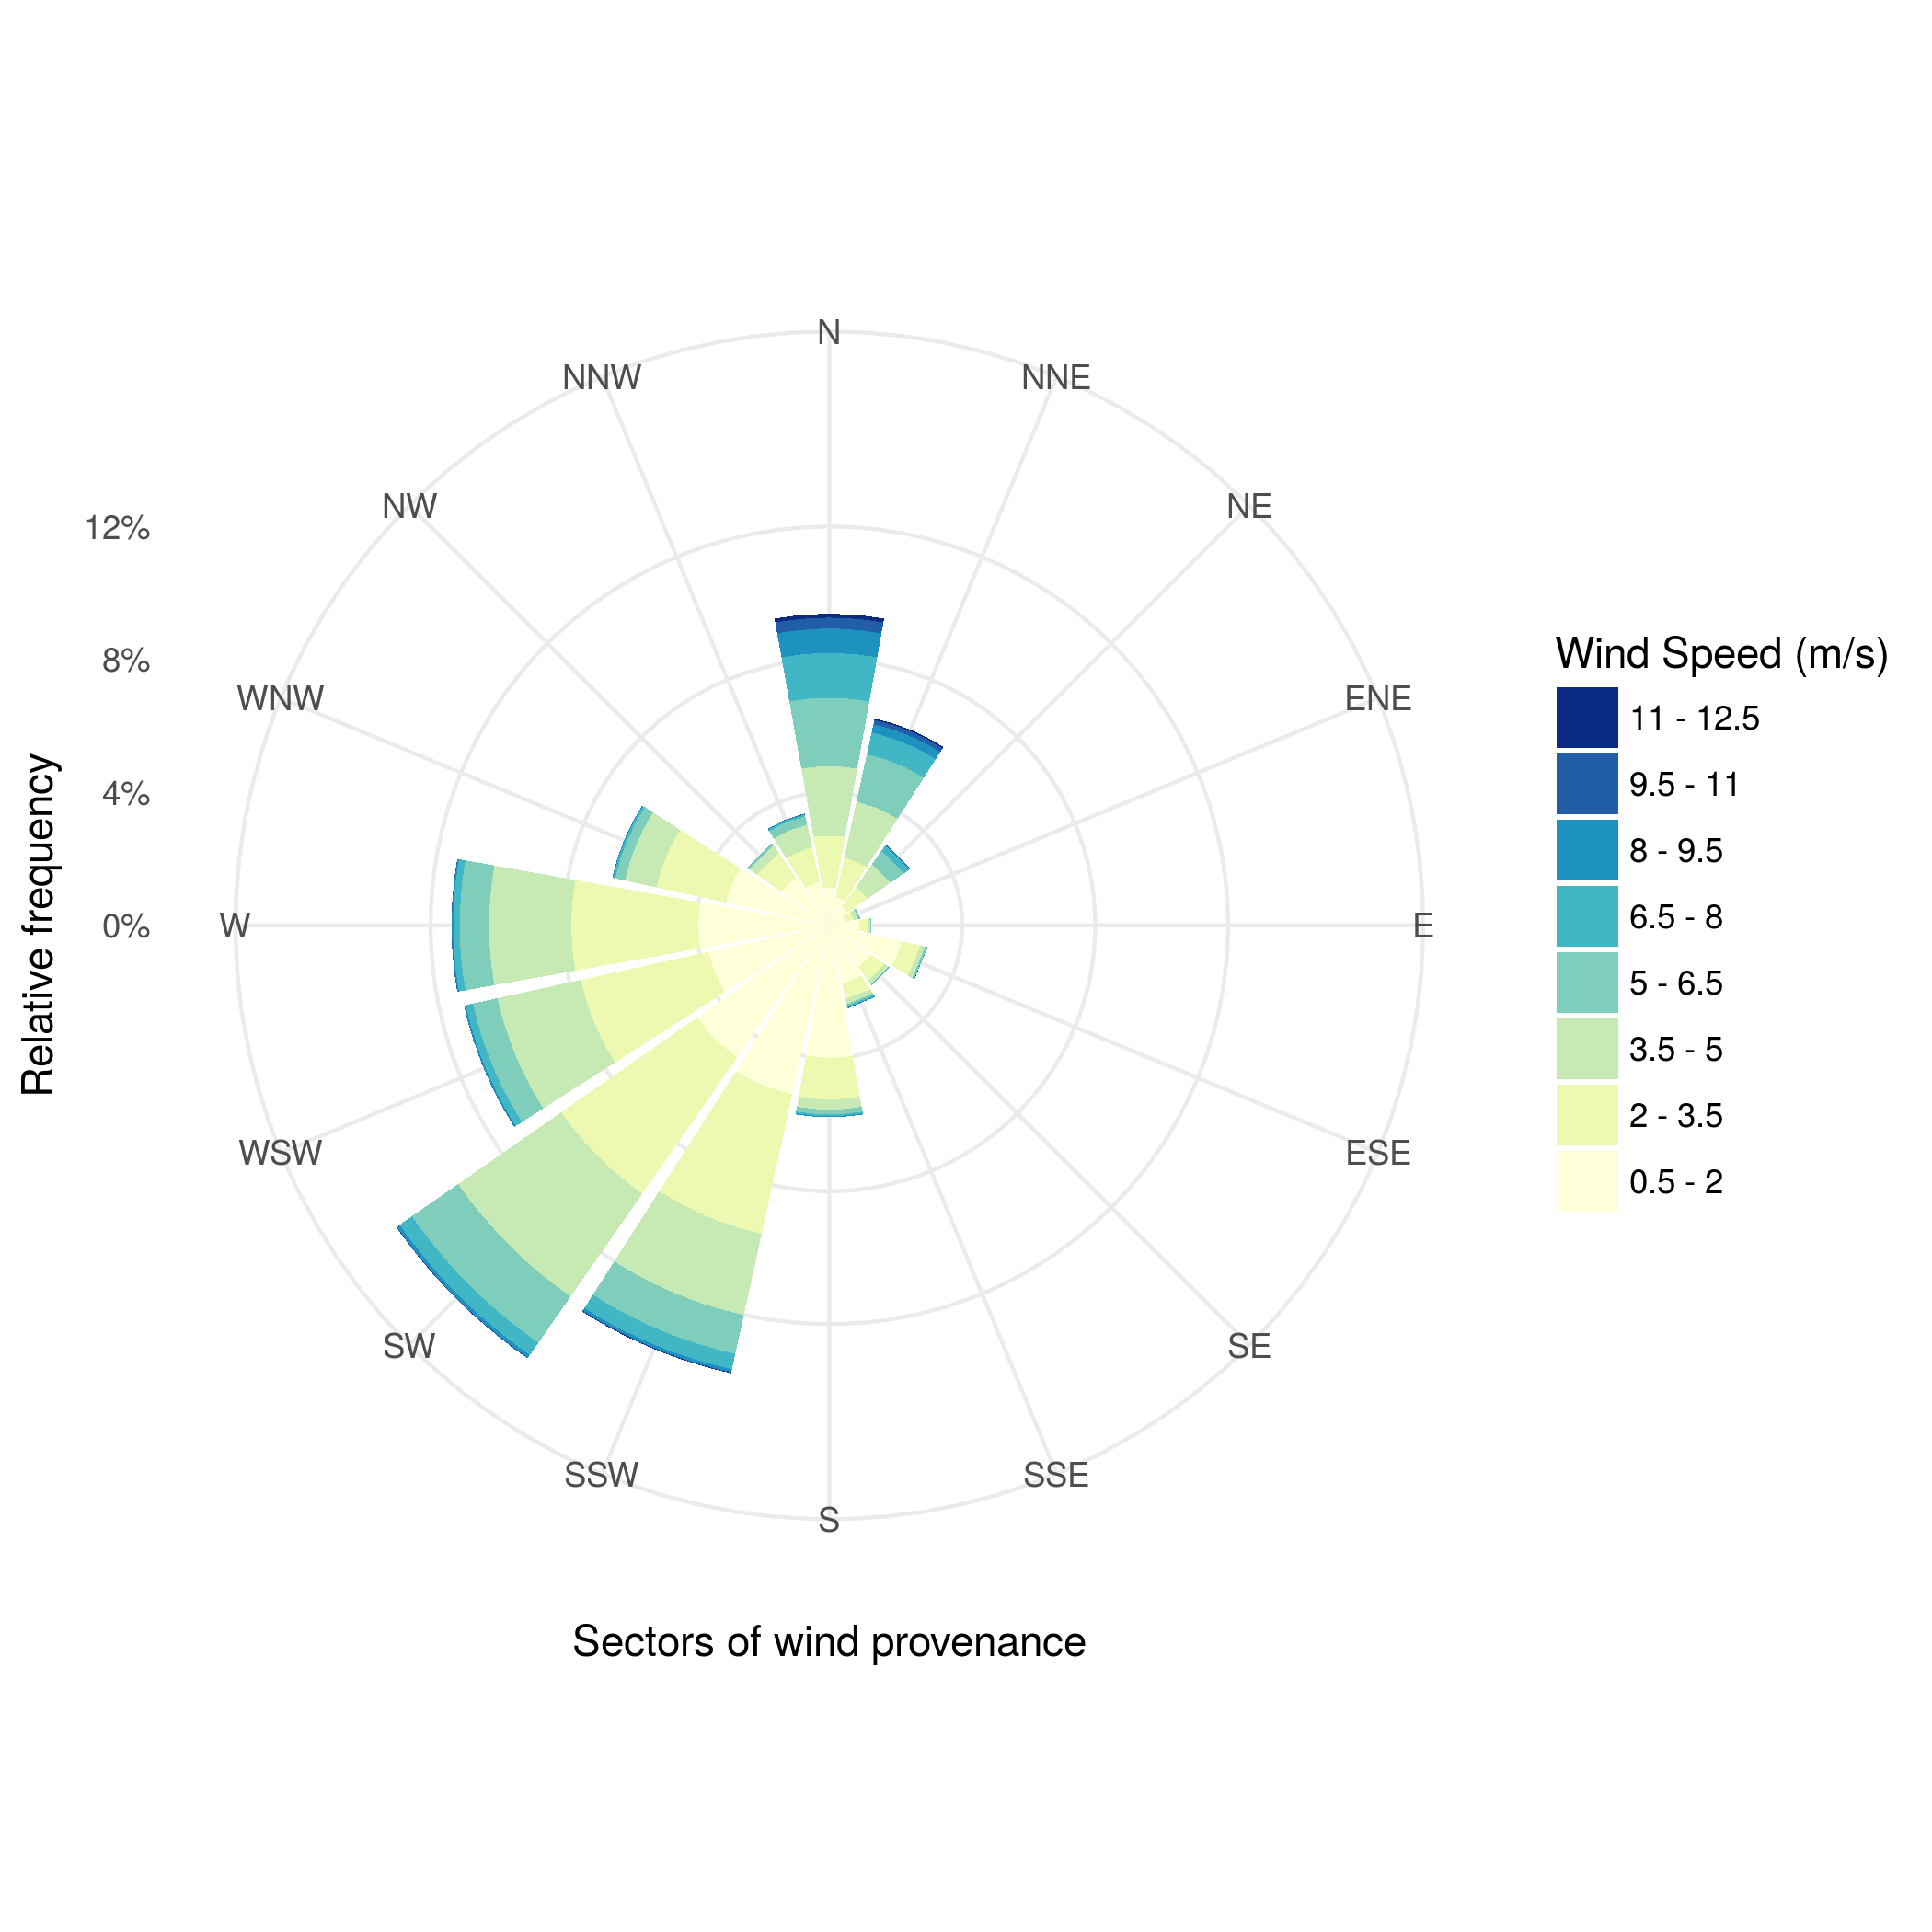 N
NNW
NNE
NW
NE
12%
Wind Speed (m/s)
8%
WNW
ENE
11 - 12.5
9.5 - 11
4%
8 - 9.5
Relative frequency
0%
W
E
6.5 - 8
5 - 6.5
3.5 - 5
2 - 3.5
WSW
ESE
0.5 - 2
SW
SE
SSW
SSE
S
Sectors of wind provenance